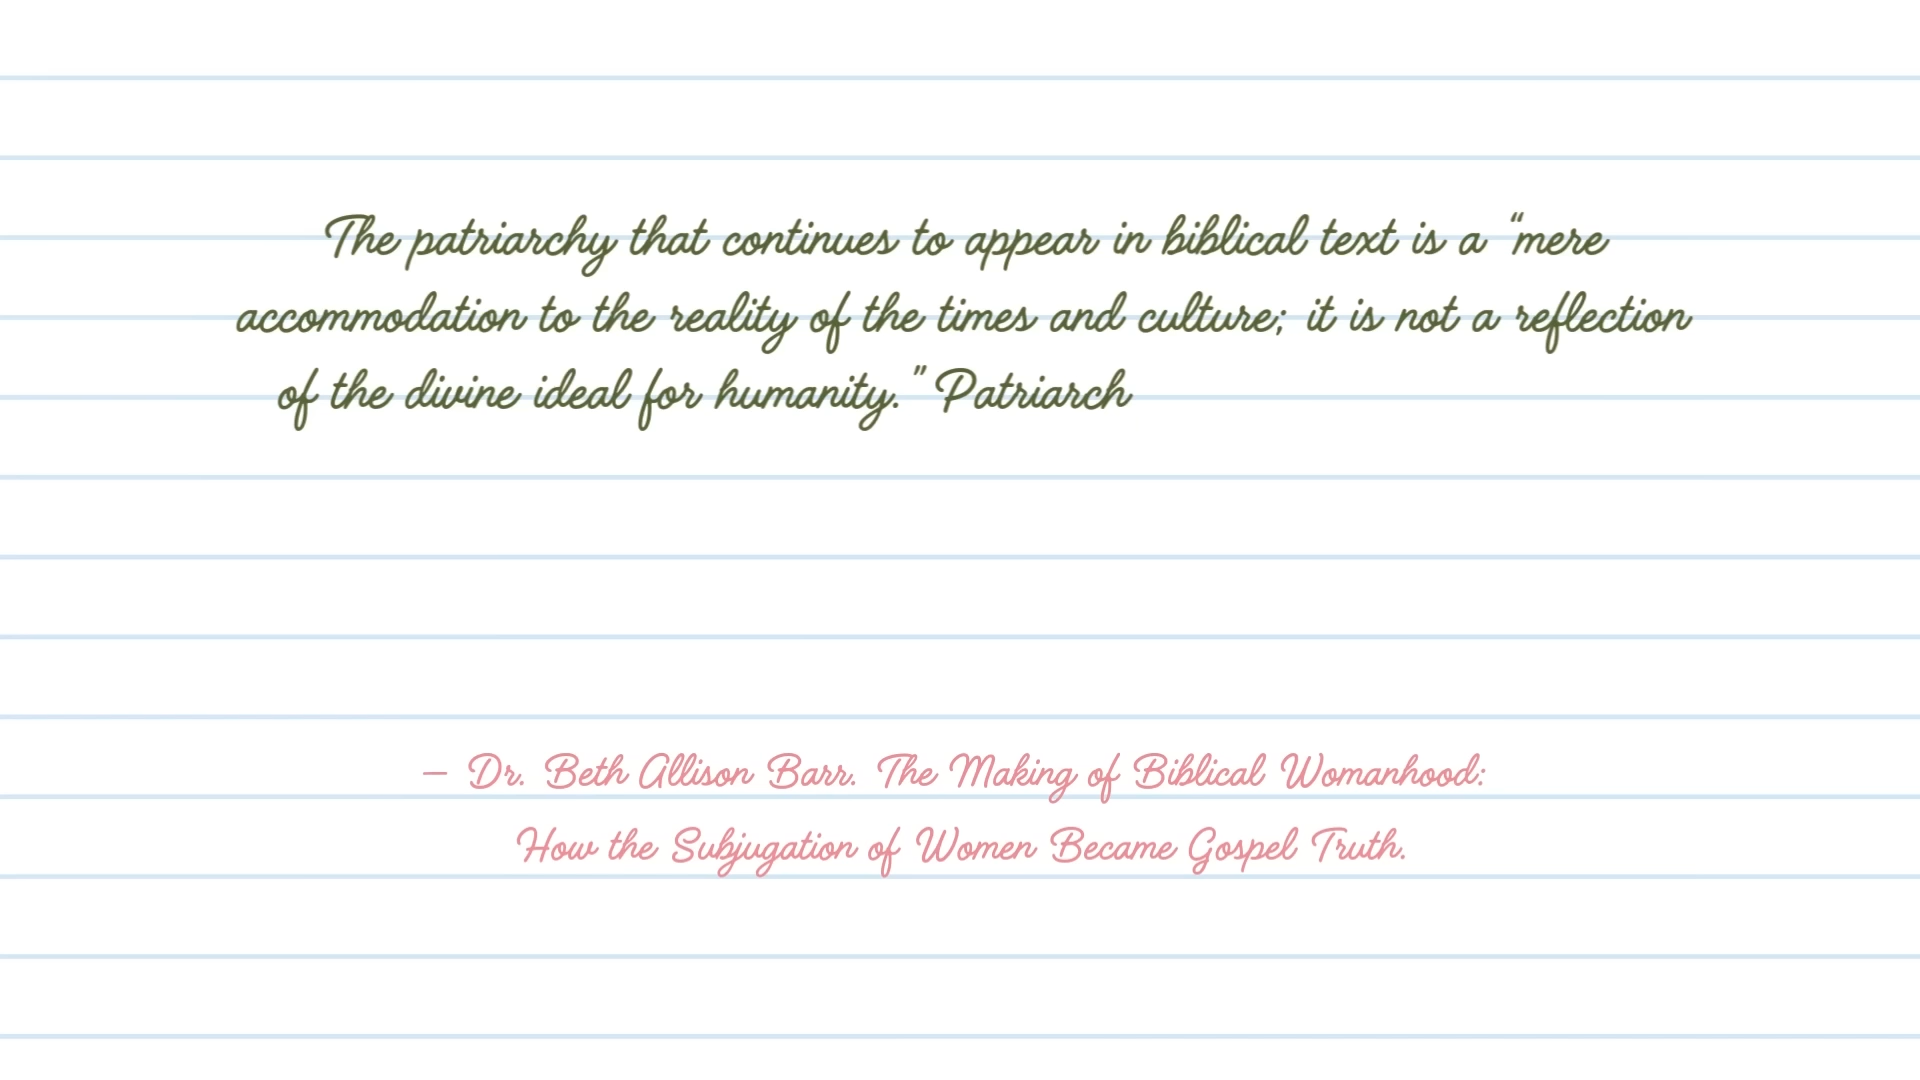 The patriarchy that continues to appear in biblical text is a “mere
accommodation to the reality of the times and culture; it is not a reflection
of the divine ideal for humanity.” Patriarch
– Dr. Beth Allison Barr. The Making of Biblical Womanhood:
How the Subjugation of Women Became Gospel Truth.